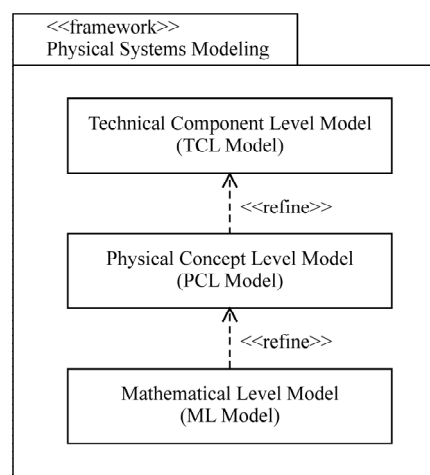 <<framework>>
Physical Systems Modeling
Technical Component Level Model
(TCL Model)
<<refine>>
Physical Concept Level Model
(PCL Model)
<<refine>>
Mathematical Level Model
(ML Model)